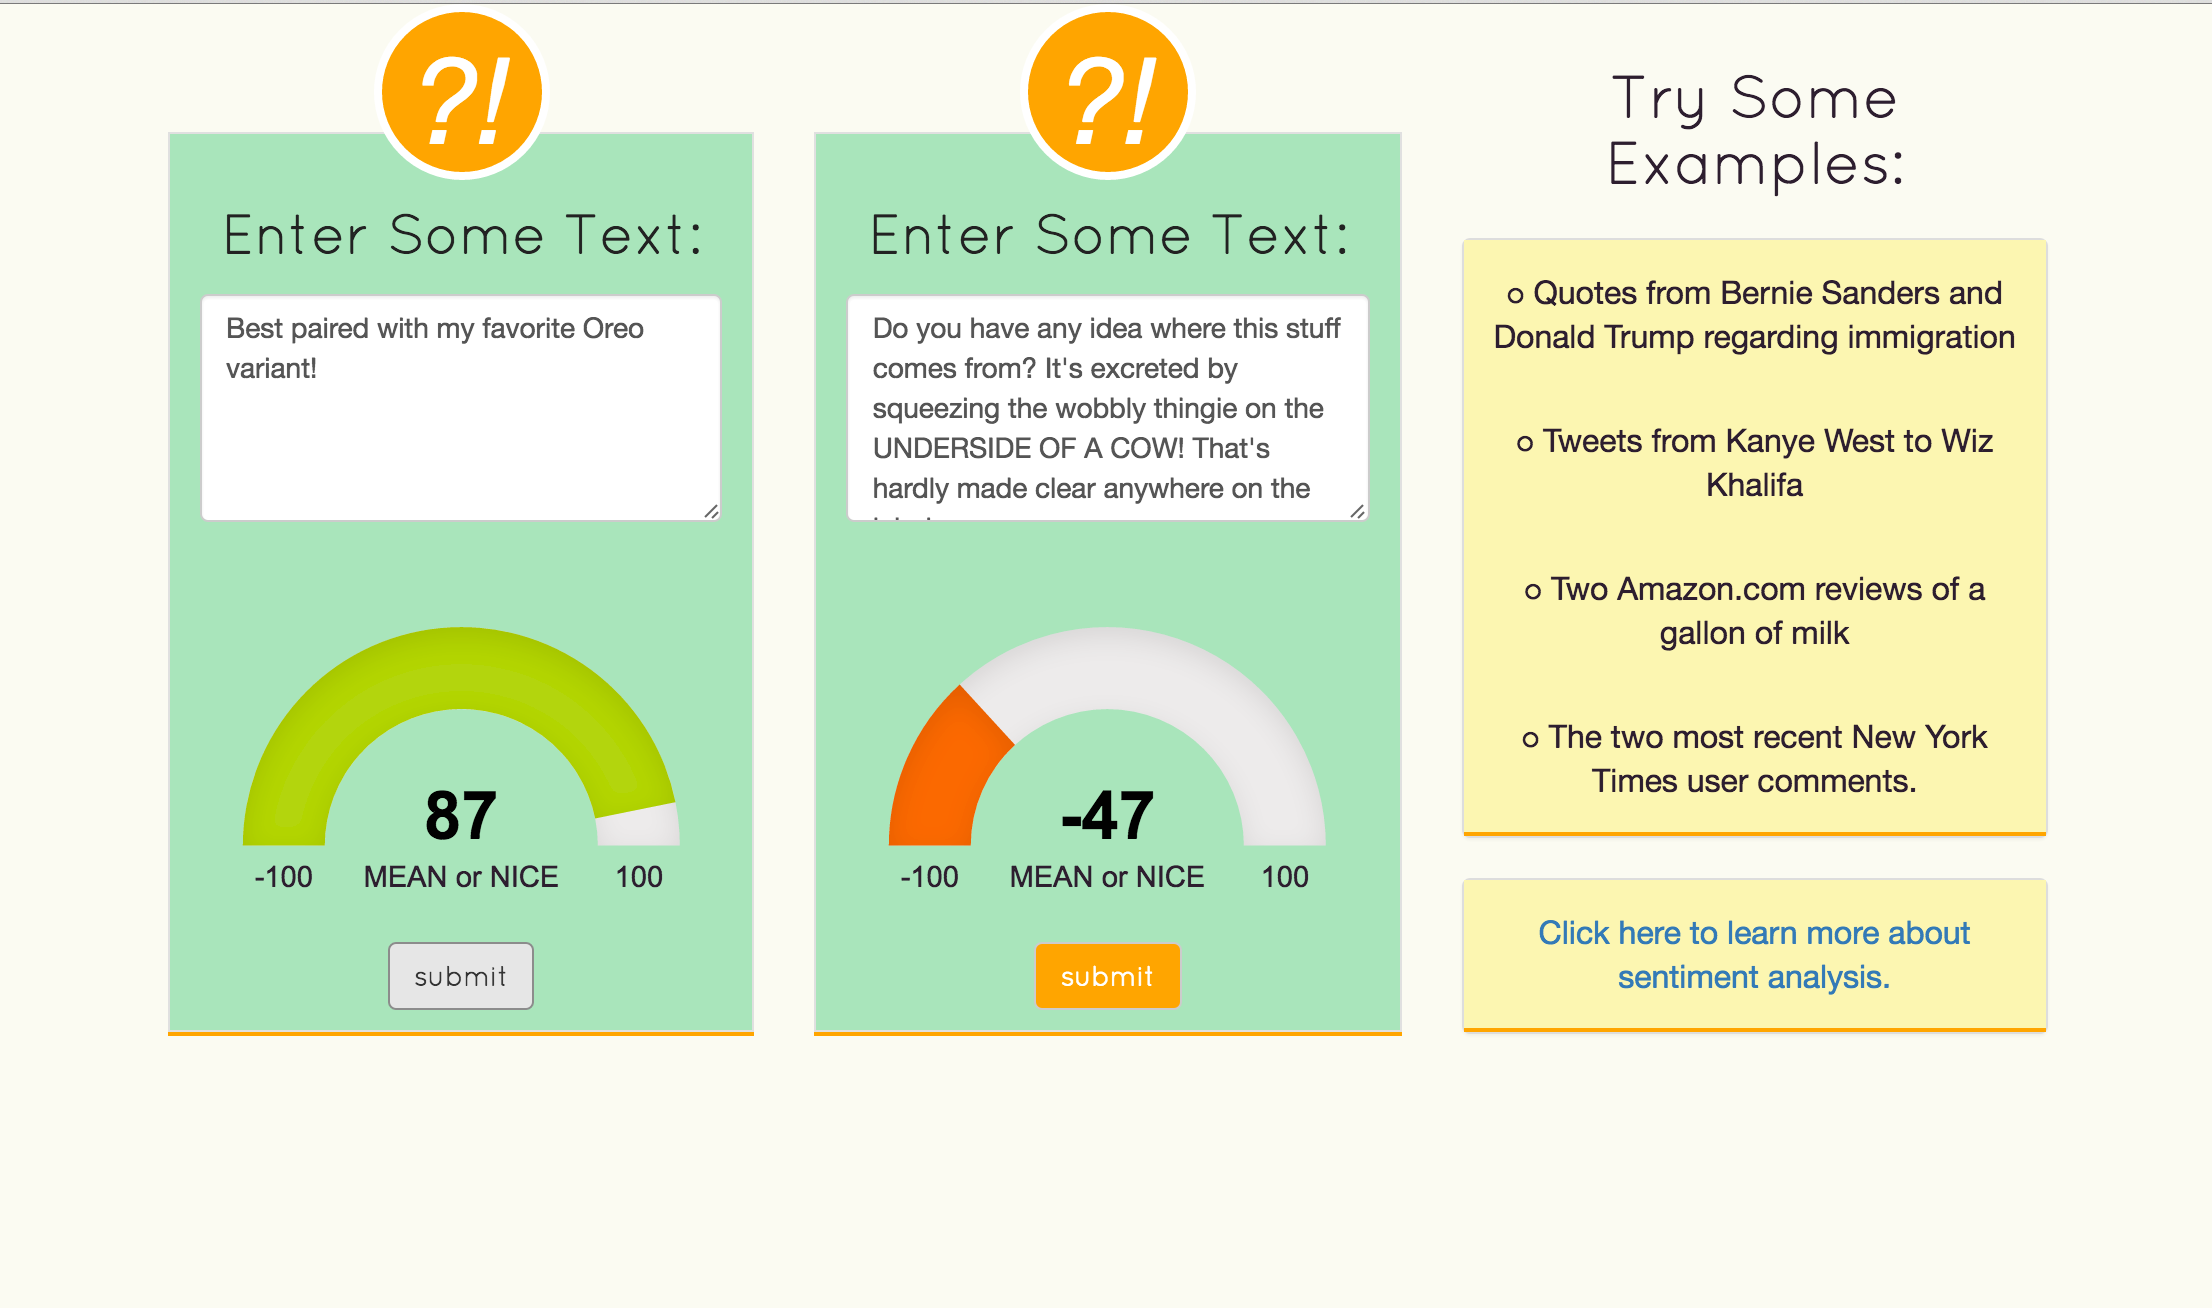 ?!
Enter Some Text:
Best paired with my favorite Oreo
variant!
87
-100 MEAN or NICE 100
submit
?!
Enter Some Text:
Do you have any idea where this stuff
comes from? It's excreted by
squeezing the wobbly thingie on the
UNDERSIDE OF A COW! That's
hardly made clear anywhere on the
-47
-100 MEAN or NICE 100
submit
Try Some
Examples:
○ Quotes from Bernie Sanders and
Donald Trump regarding immigration
○ Tweets from Kanye West to Wiz
Khalifa
○ Two Amazon.com reviews of a
gallon of milk
○ The two most recent New York
Times user comments.
Click here to learn more about
sentiment analysis.